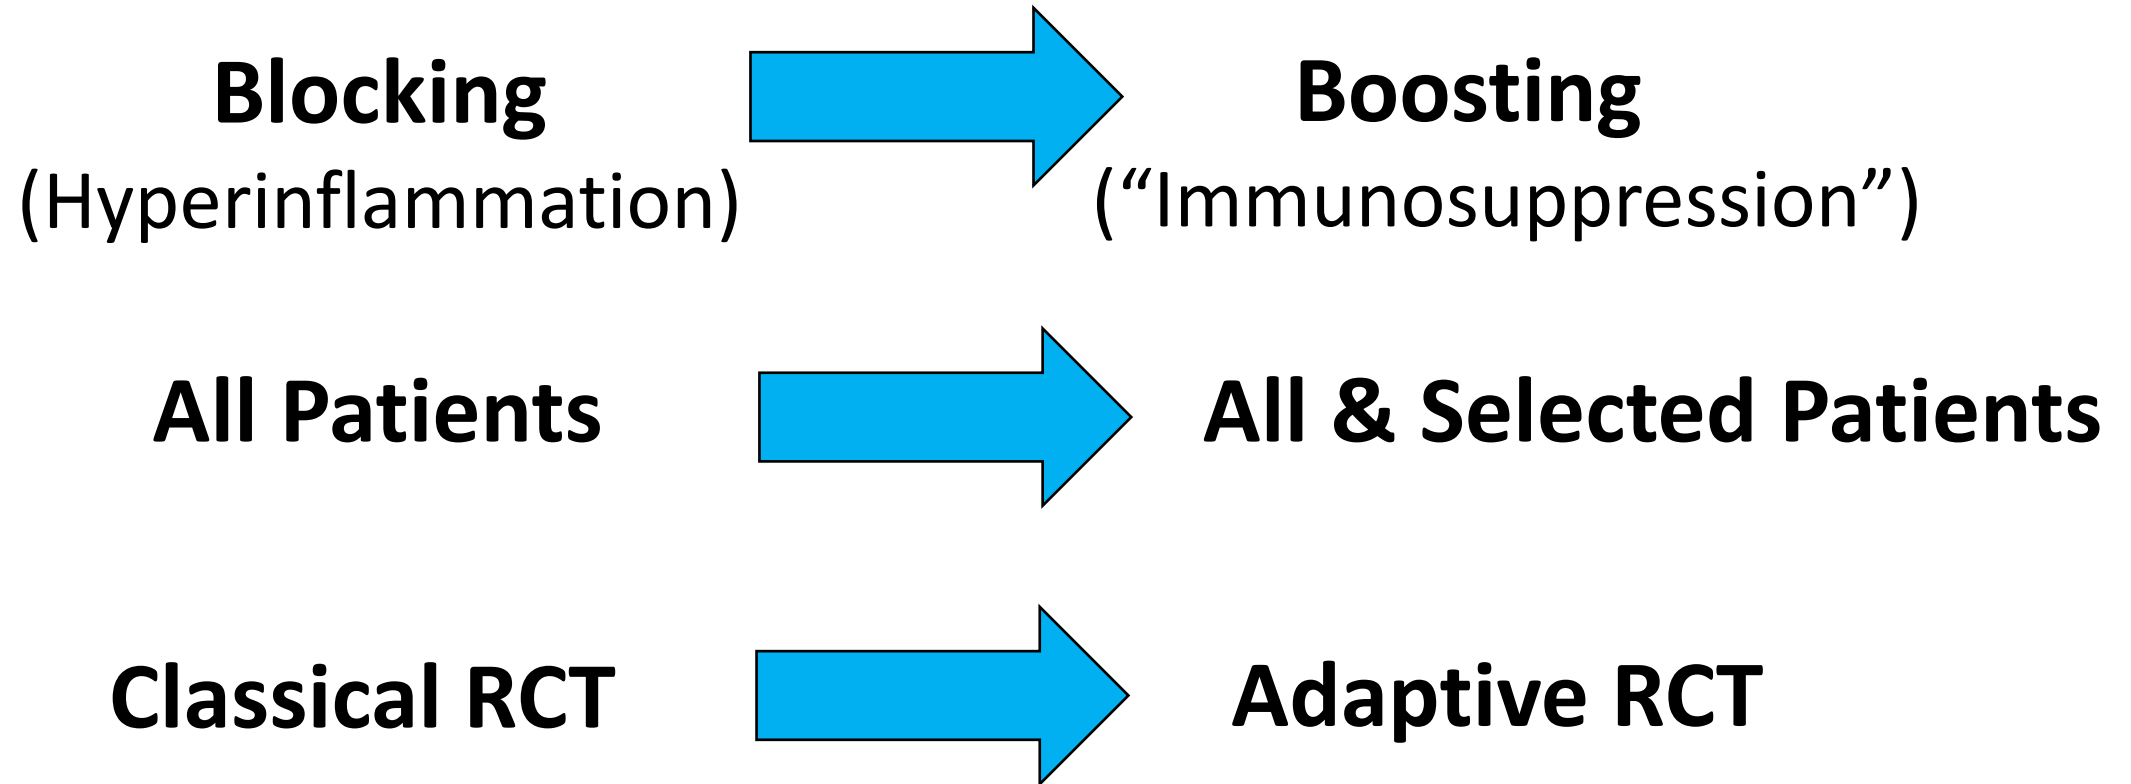 Blocking
(Hyperinflammation)
Boosting
(“Immunosuppression”)
All Patients
All & Selected Patients
Classical RCT
Adaptive RCT